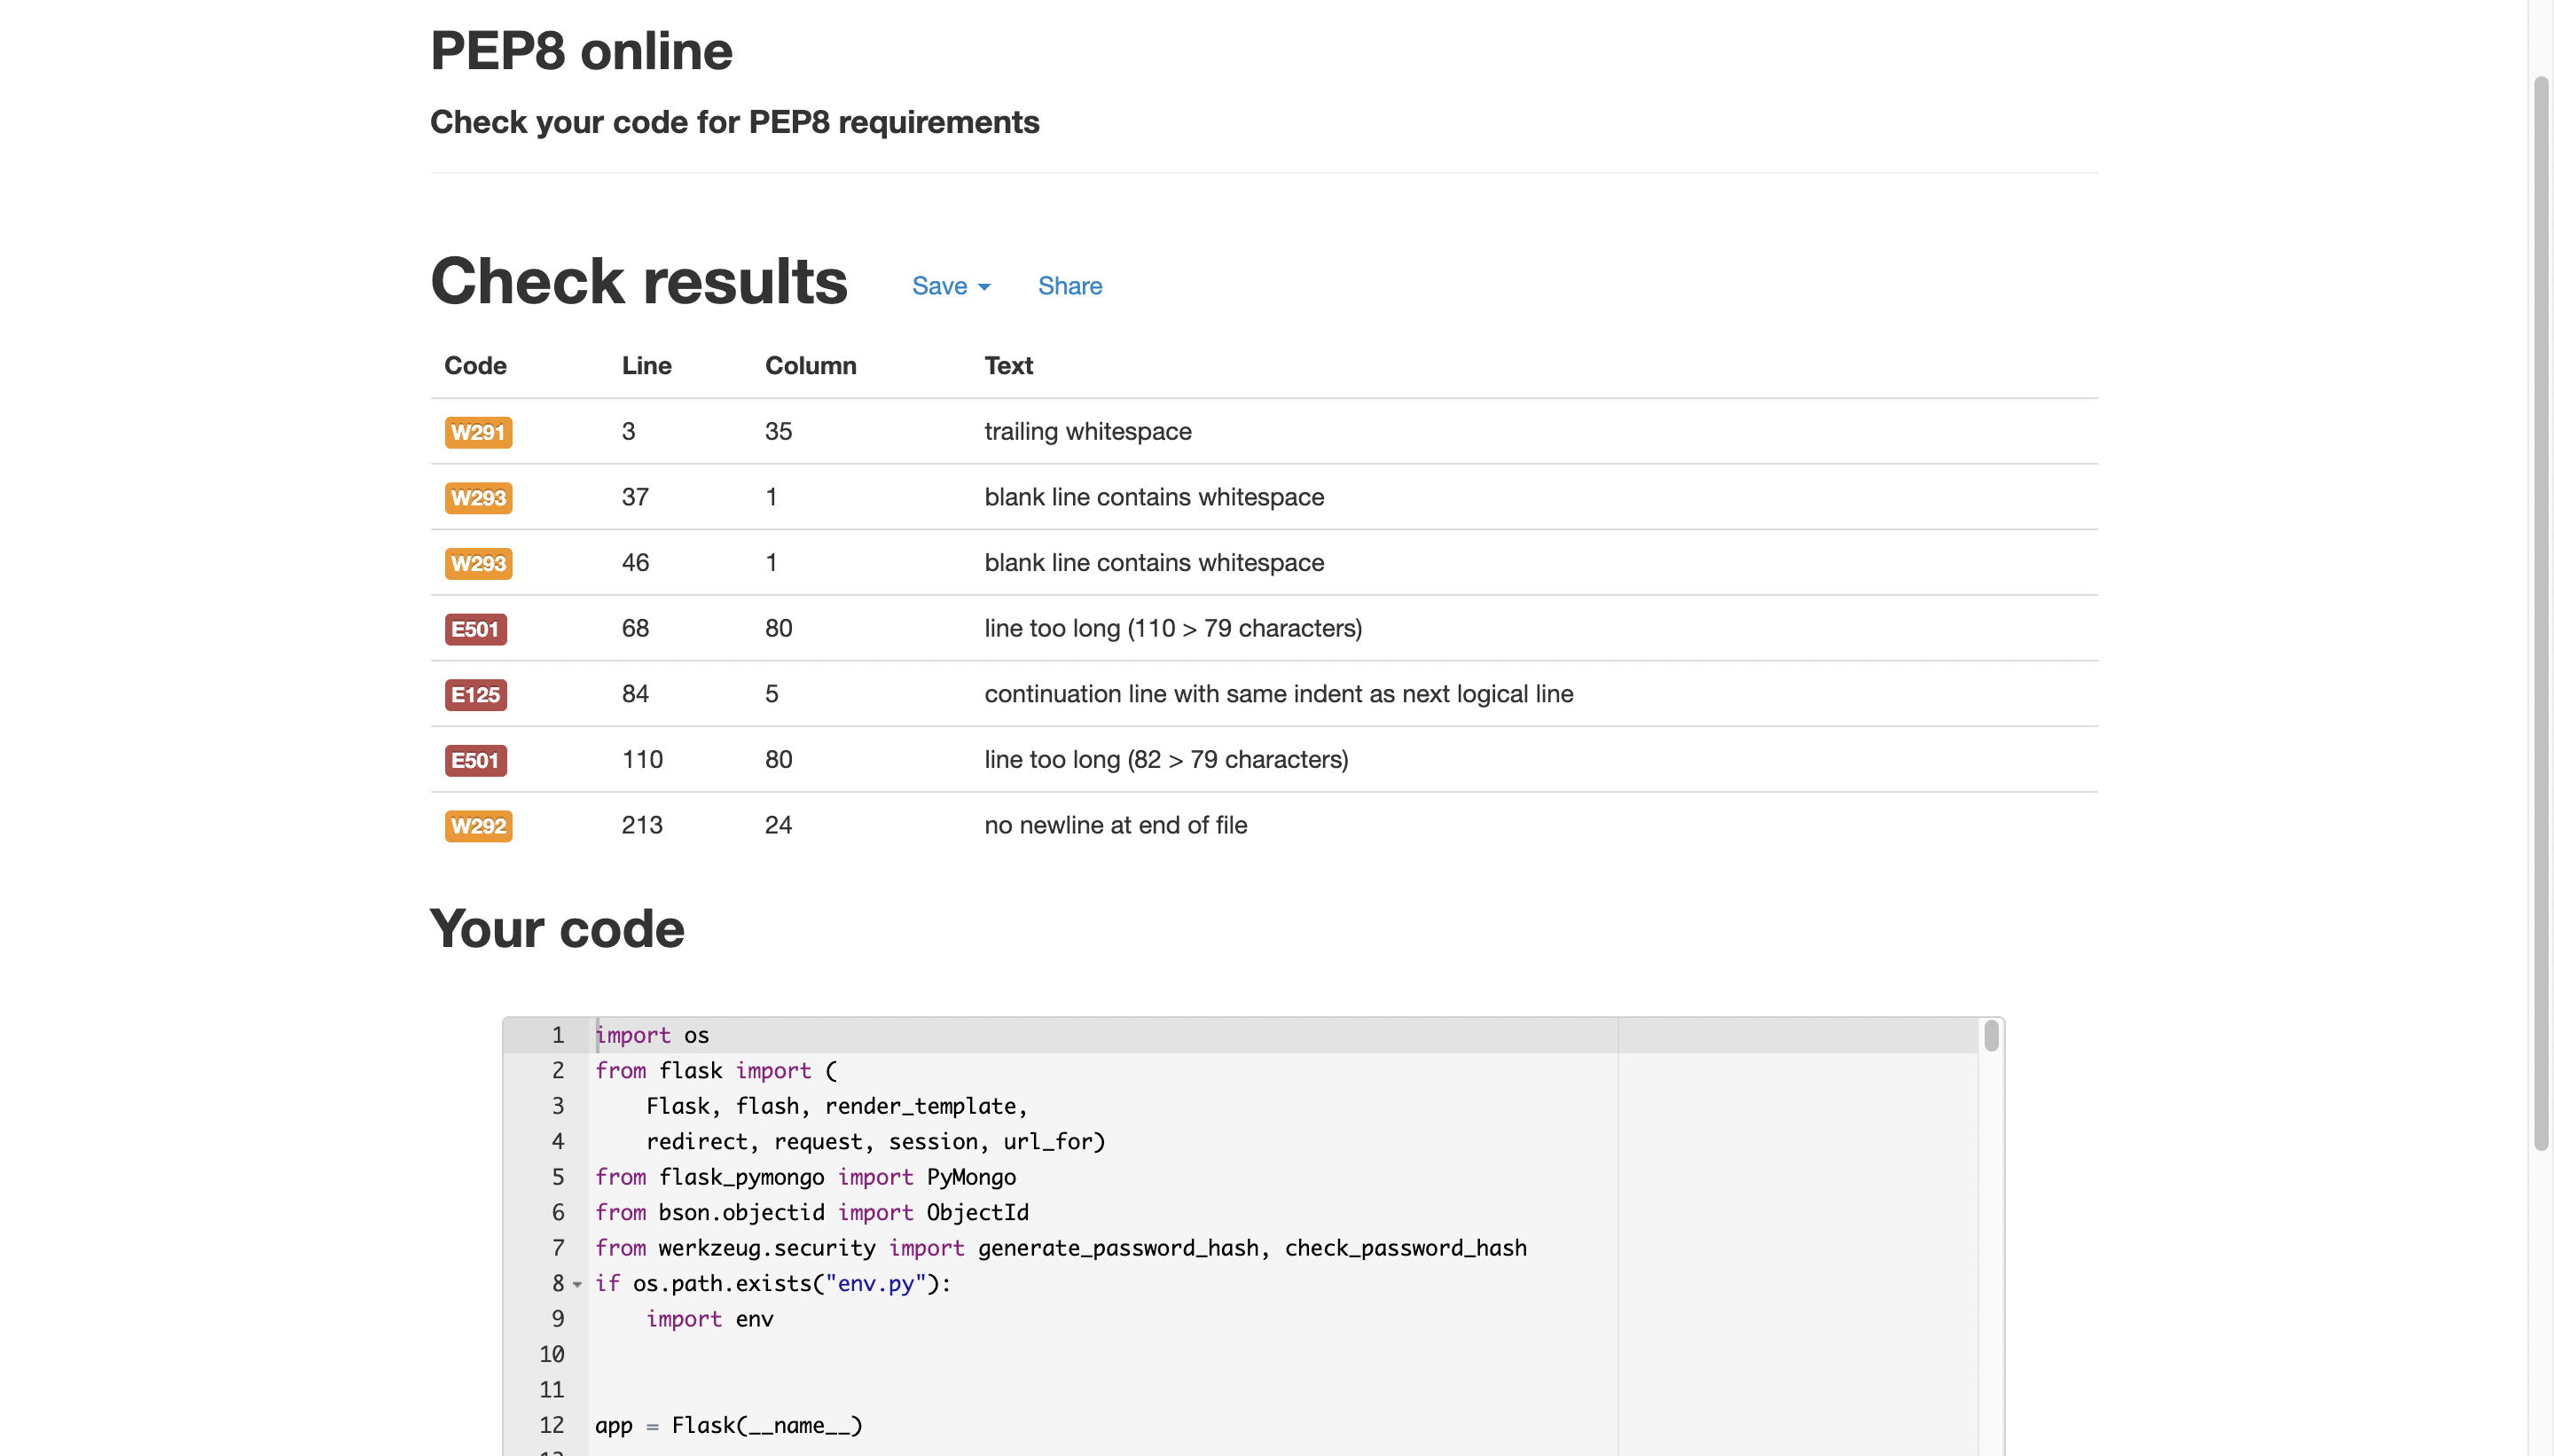 PEP8 online
Check your code for PEP8 requirements
Check results Save Share
Code Line Column Text
W291 3 35 trailing whitespace
W293 37 1 blank line contains whitespace
W293 46 1 blank line contains whitespace
E501 68 80 line too long (110 > 79 characters)
E125 84 5 continuation line with same indent as next logical line
E501 110 80 line too long (82 > 79 characters)
W292 213 24 no newline at end of file
Your code
1 import os
2 from flask import (
3     Flask, flash, render_template,
4     redirect, request, session, url_for)
5 from flask_pymongo import PyMongo
6 from bson.objectid import ObjectId
7 from werkzeug.security import generate_password_hash, check_password_hash
8 if os.path.exists("env.py"):
9     import env
10
11
12 app = Flask(__name__)